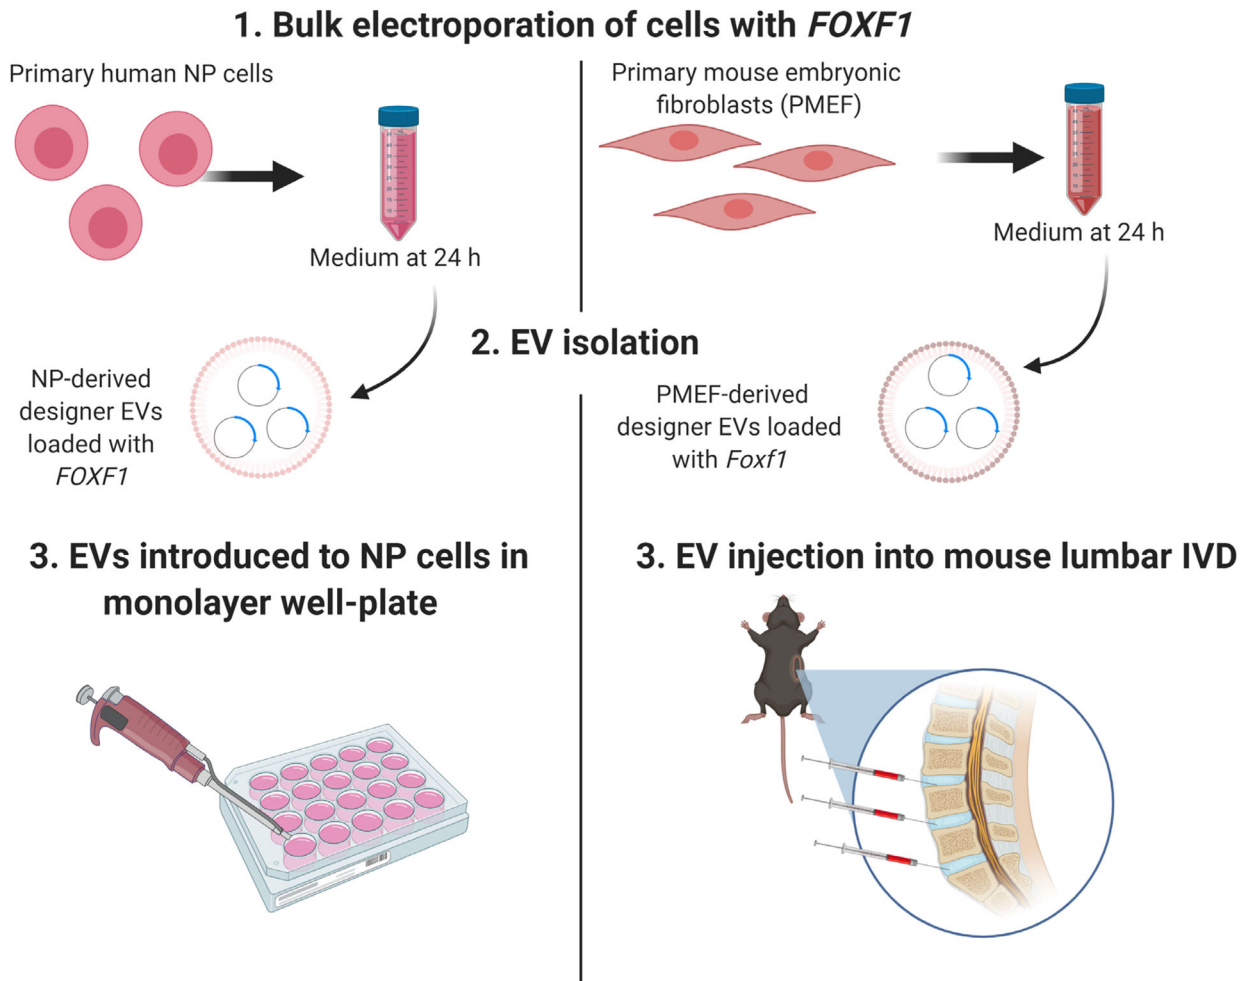 1. Bulk electroporation of cells with FOXF1
Primary human NP cells
Medium at 24 h
Primary mouse embryonic
fibroblasts (PMEF)
Medium at 24 h
2. EV isolation
NP-derived
designer EVs
loaded with
FOXF1
PMEF-derived
designer EVs loaded
with Foxf1
3. EVs introduced to NP cells in
monolayer well-plate
3. EV injection into mouse lumbar IVD